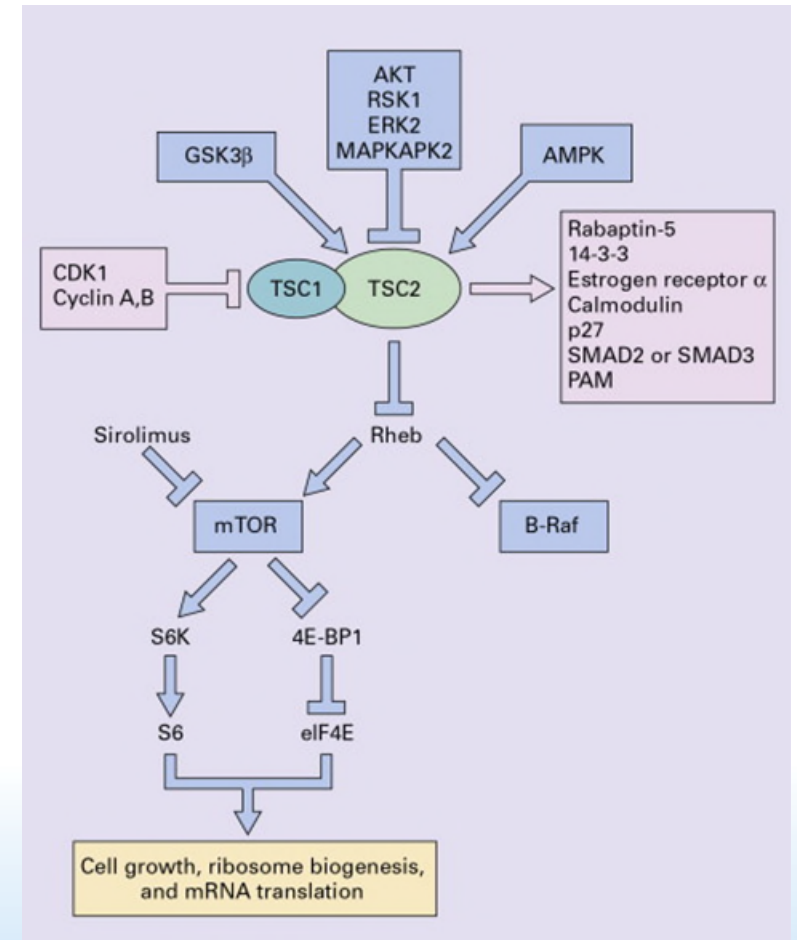 AKT
RSK1
ERK2
MAPKAPK2
GSK3β
AMPK
CDK1
Cyclin A,B
TSC1
TSC2
Rabaptin-5
14-3-3
Estrogen receptor α
Calmodulin
p27
SMAD2 or SMAD3
PAM
Sirolimus
Rheb
mTOR
B-Raf
S6K
4E-BP1
S6
elF4E
Cell growth, ribosome biogenesis,
and mRNA translation